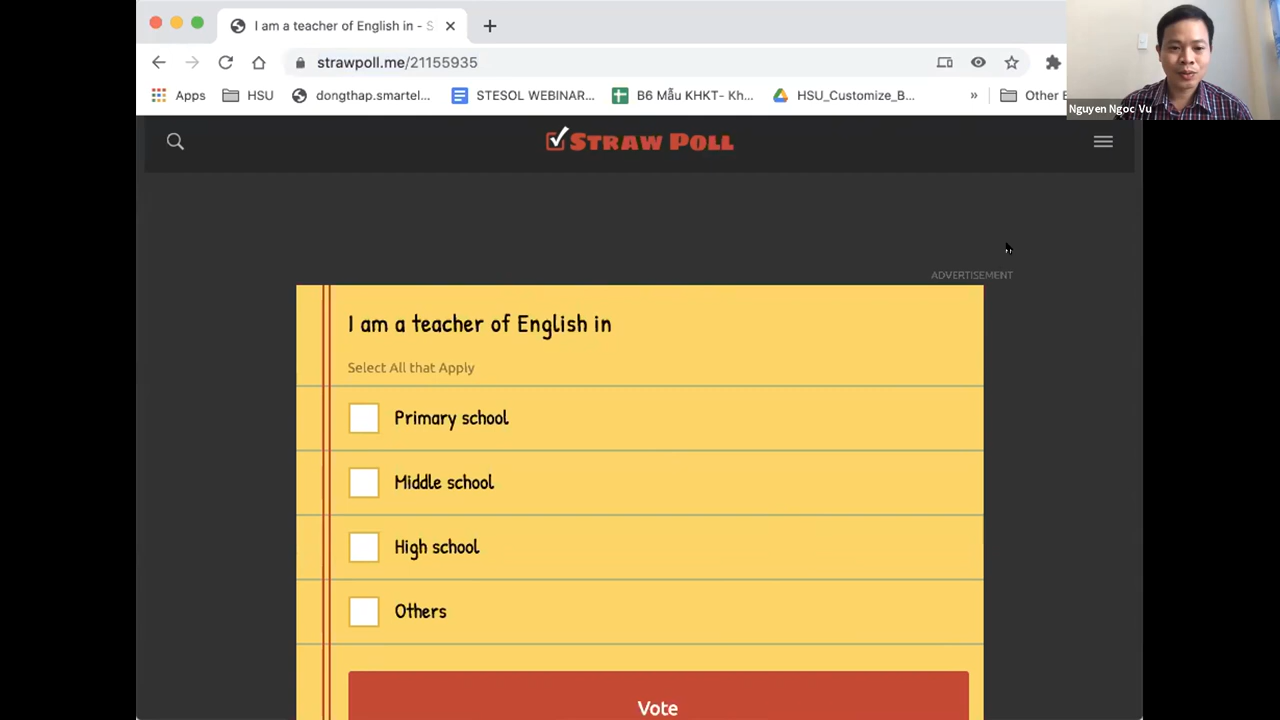 I am a teacher of English in - S
strawpoll.me/21155935
Apps
HSU
dongthap.smartel...
STESOL WEBINAR...
B6 Mẫu KHKT- Kh...
HSU_Customize_B...
»
Other B
Nguyen Ngoc Vu
STRAW POLL
ADVERTISEMENT
I am a teacher of English in
Select All that Apply
Primary school
Middle school
High school
Others
Vote